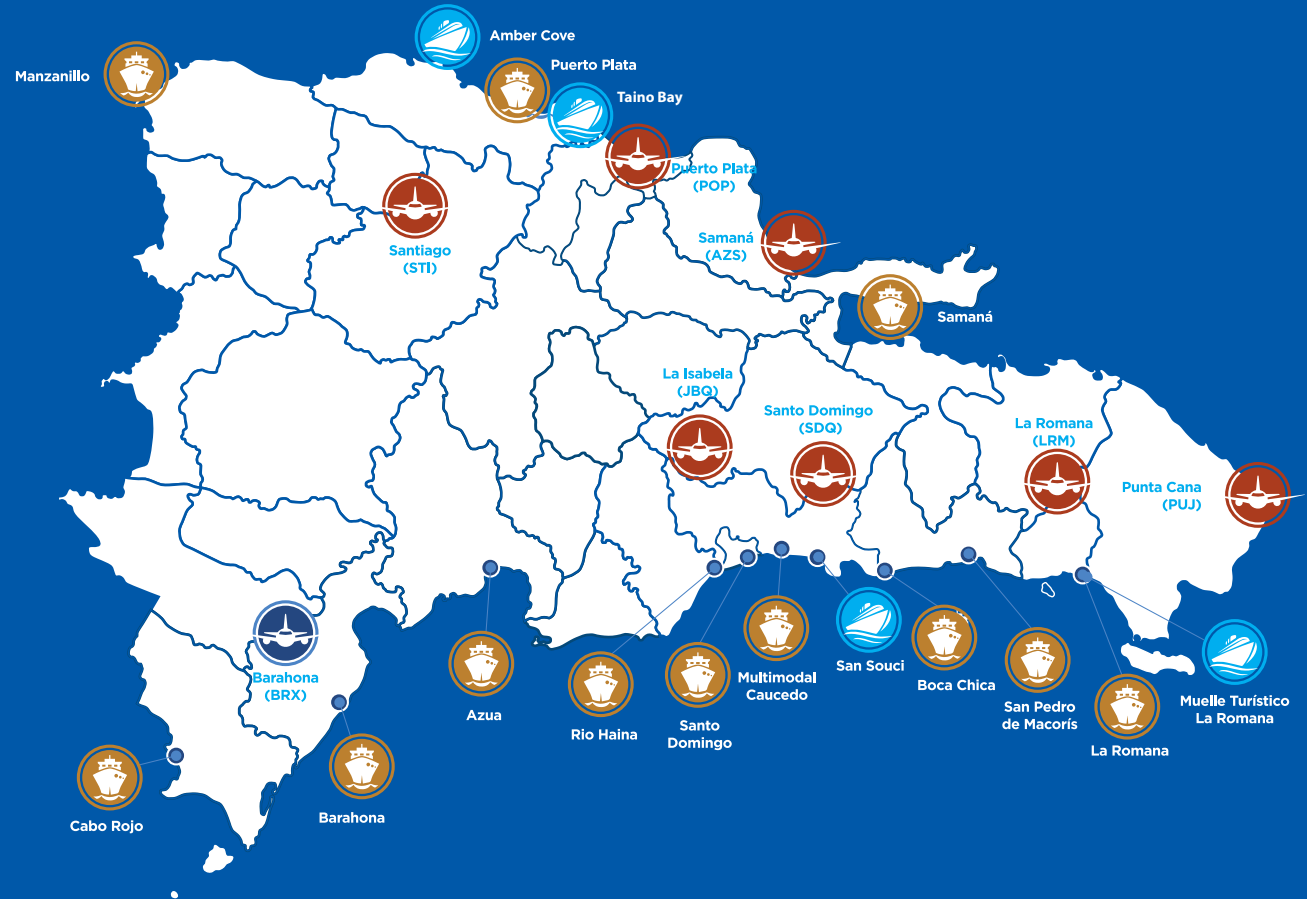 Amber Cove
Puerto Plata
Manzanillo
Taino Bay
Puerto Plata
(POP)
Santiago
(STI)
Samaná
(AZS)
Samaná
La Isabela
(JBQ)
Santo Domingo
(SDQ)
La Romana
(LRM)
Punta Cana
(PUJ)
Barahona
(BRX)
Azua
Rio Haina
Santo
Domingo
Multimodal
Caucedo
San Souci
Boca Chica
San Pedro
de Macorís
La Romana
Muelle Turístico
La Romana
Cabo Rojo
Barahona